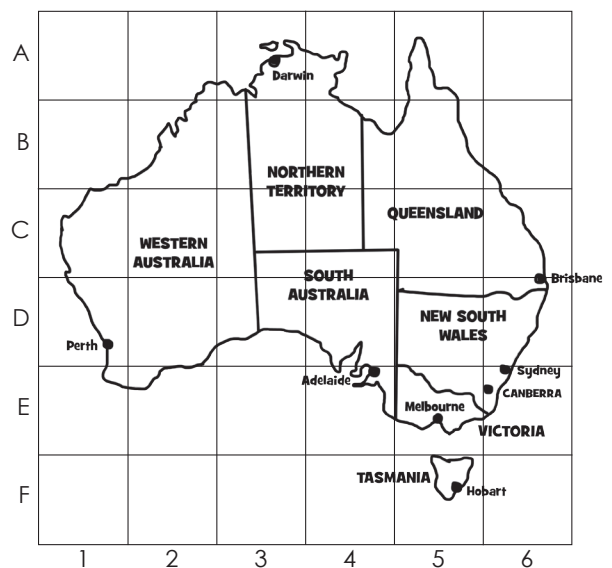 A
Darwin
B
NORTHERN
TERRITORY
C
QUEENSLAND
WESTERN
AUSTRALIA
SOUTH
AUSTRALIA
Brisbane
D
NEW SOUTH
WALES
Perth
Adelaide
Sydney
CANBERRA
E
Melbourne
VICTORIA
TASMANIA
F
Hobart
1 2 3 4 5 6